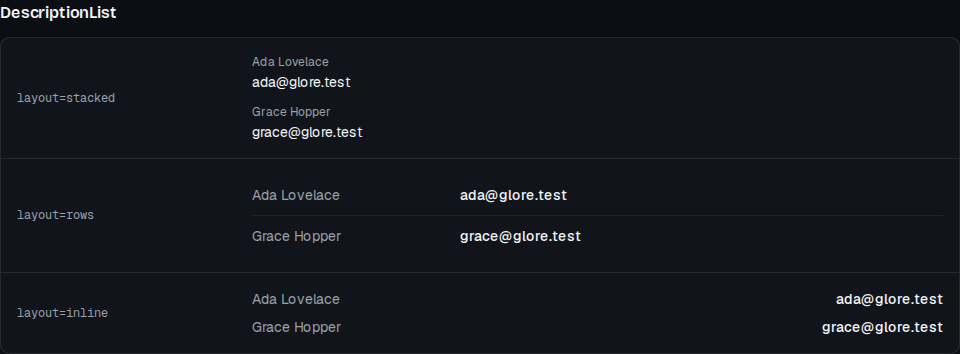 DescriptionList
layout=stacked
Ada Lovelace
ada@glore.test
Grace Hopper
grace@glore.test
layout=rows
Ada Lovelace ada@glore.test
Grace Hopper grace@glore.test
layout=inline
Ada Lovelace ada@glore.test
Grace Hopper grace@glore.test